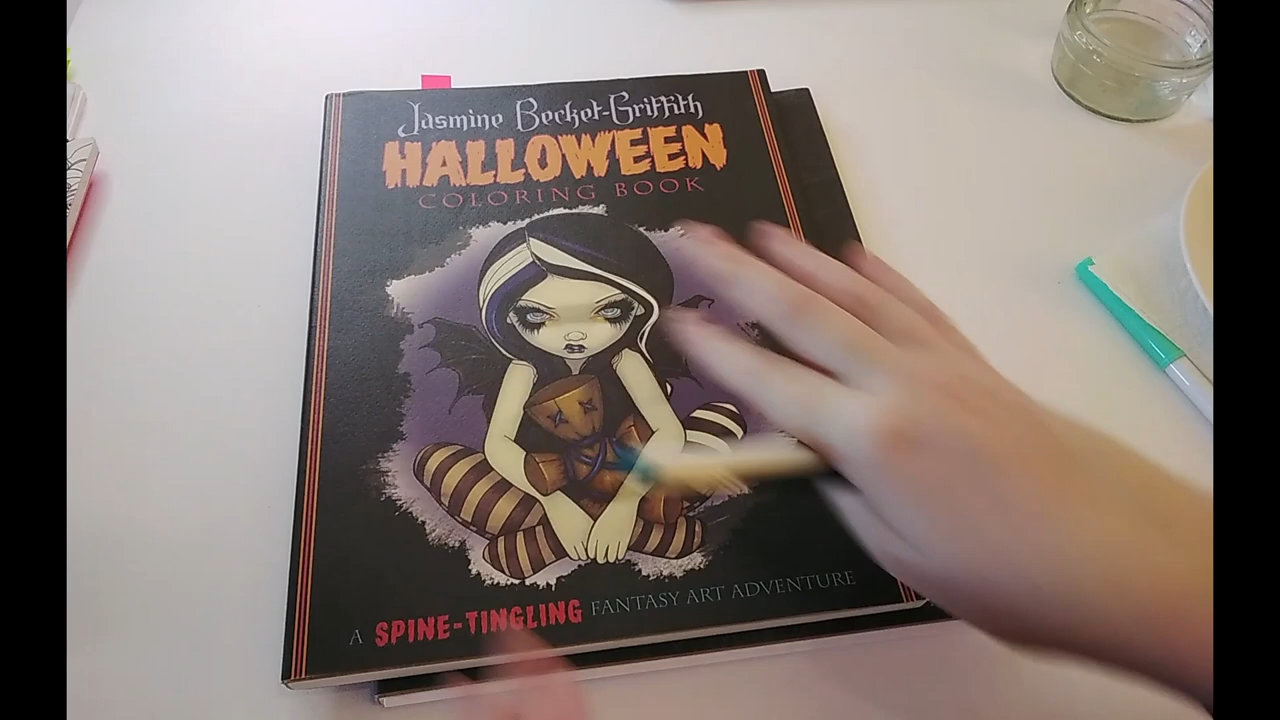 Jasmine Becket-Griffith
HALLOWEEN
COLORING BOOK
A SPINE-TINGLING FANTASY ART ADVENTURE